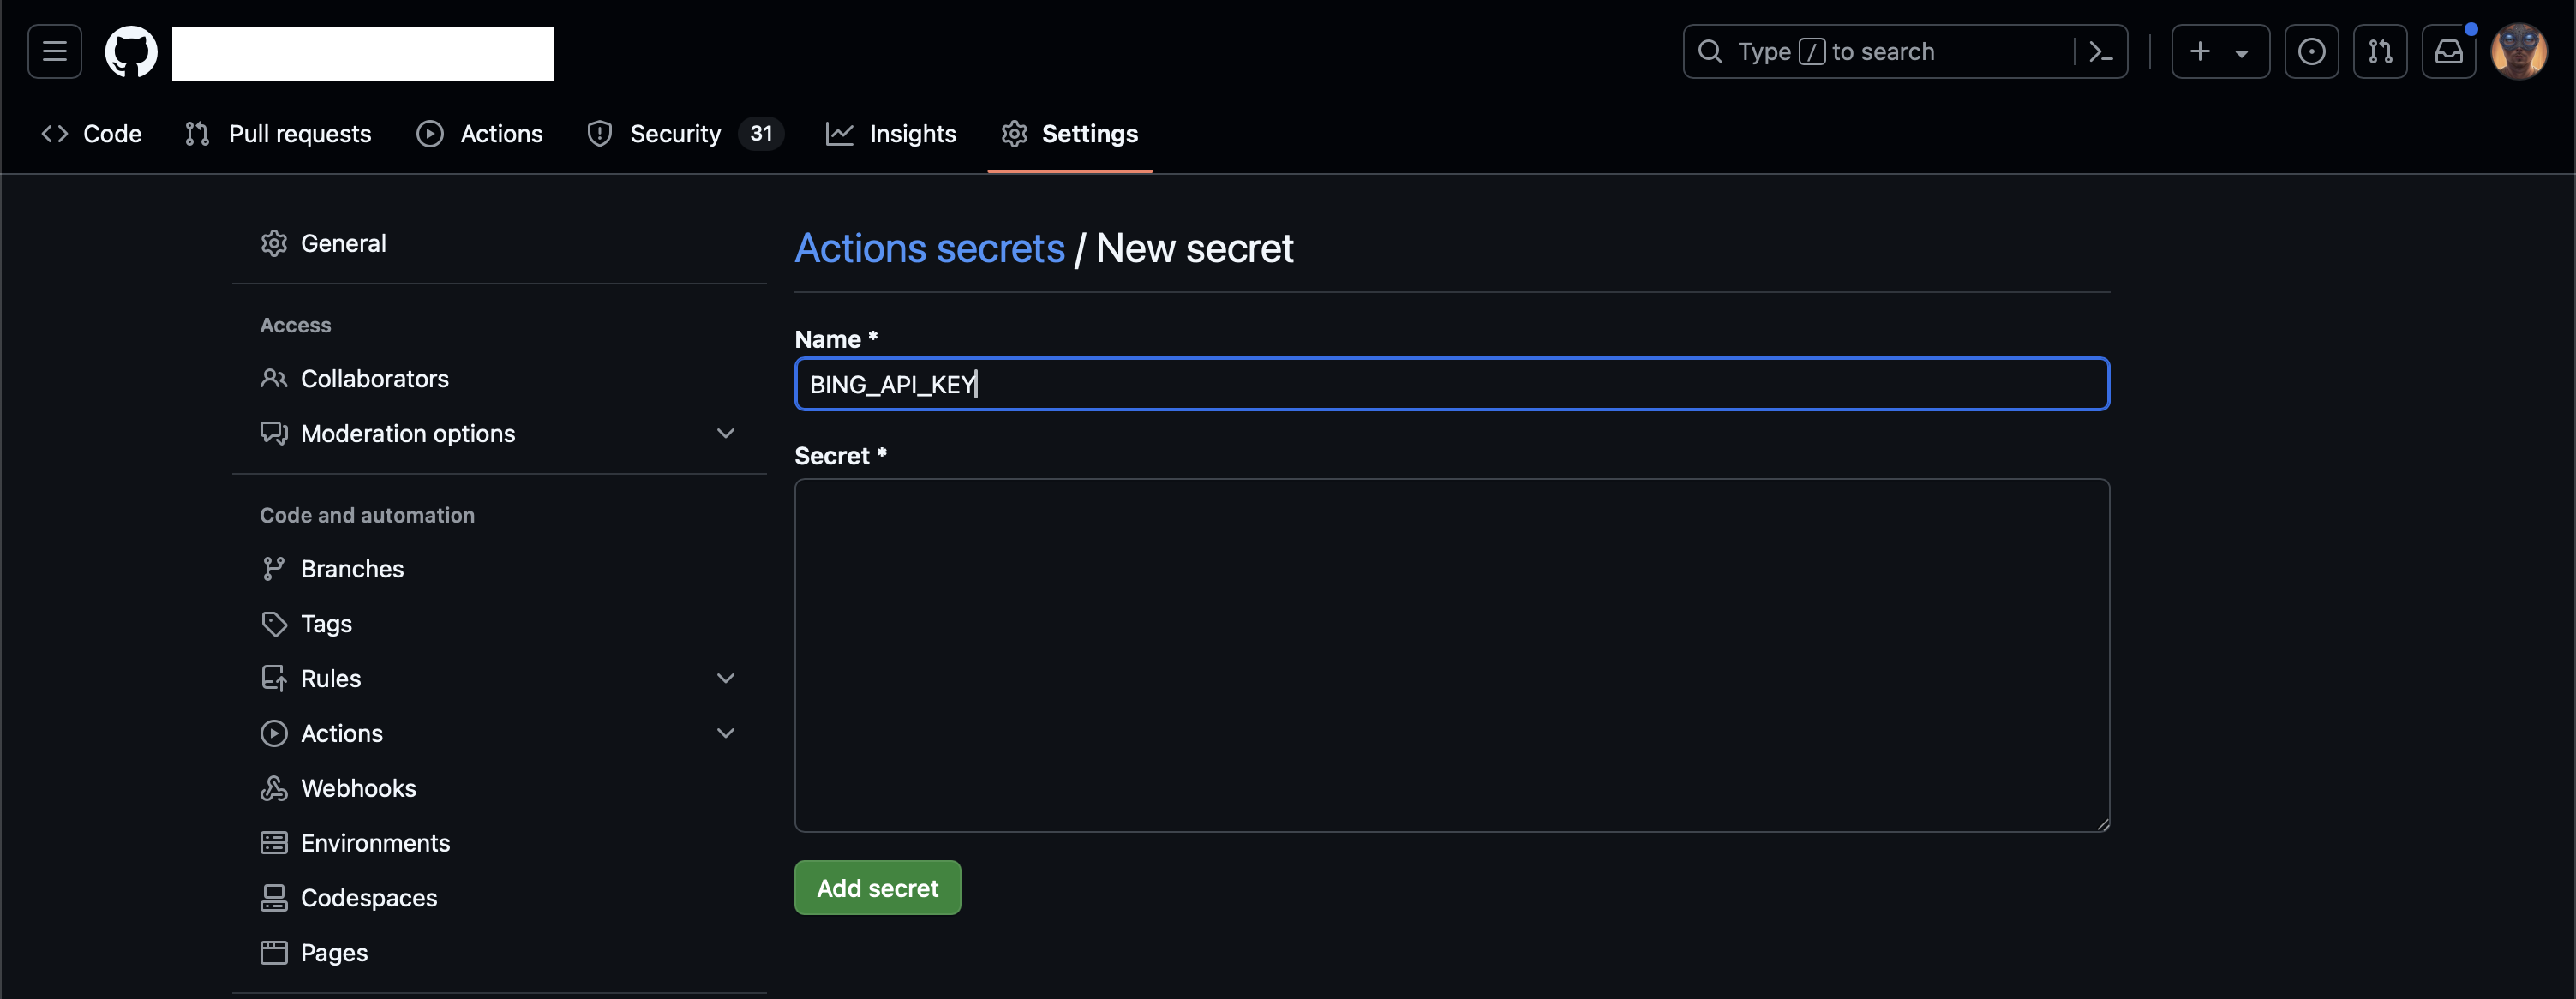 Type / to search
Code
Pull requests
Actions
Security 31
Insights
Settings
General
Access
Collaborators
Moderation options
Code and automation
Branches
Tags
Rules
Actions
Webhooks
Environments
Codespaces
Pages
Actions secrets / New secret
Name *
BING_API_KEY
Secret *
Add secret